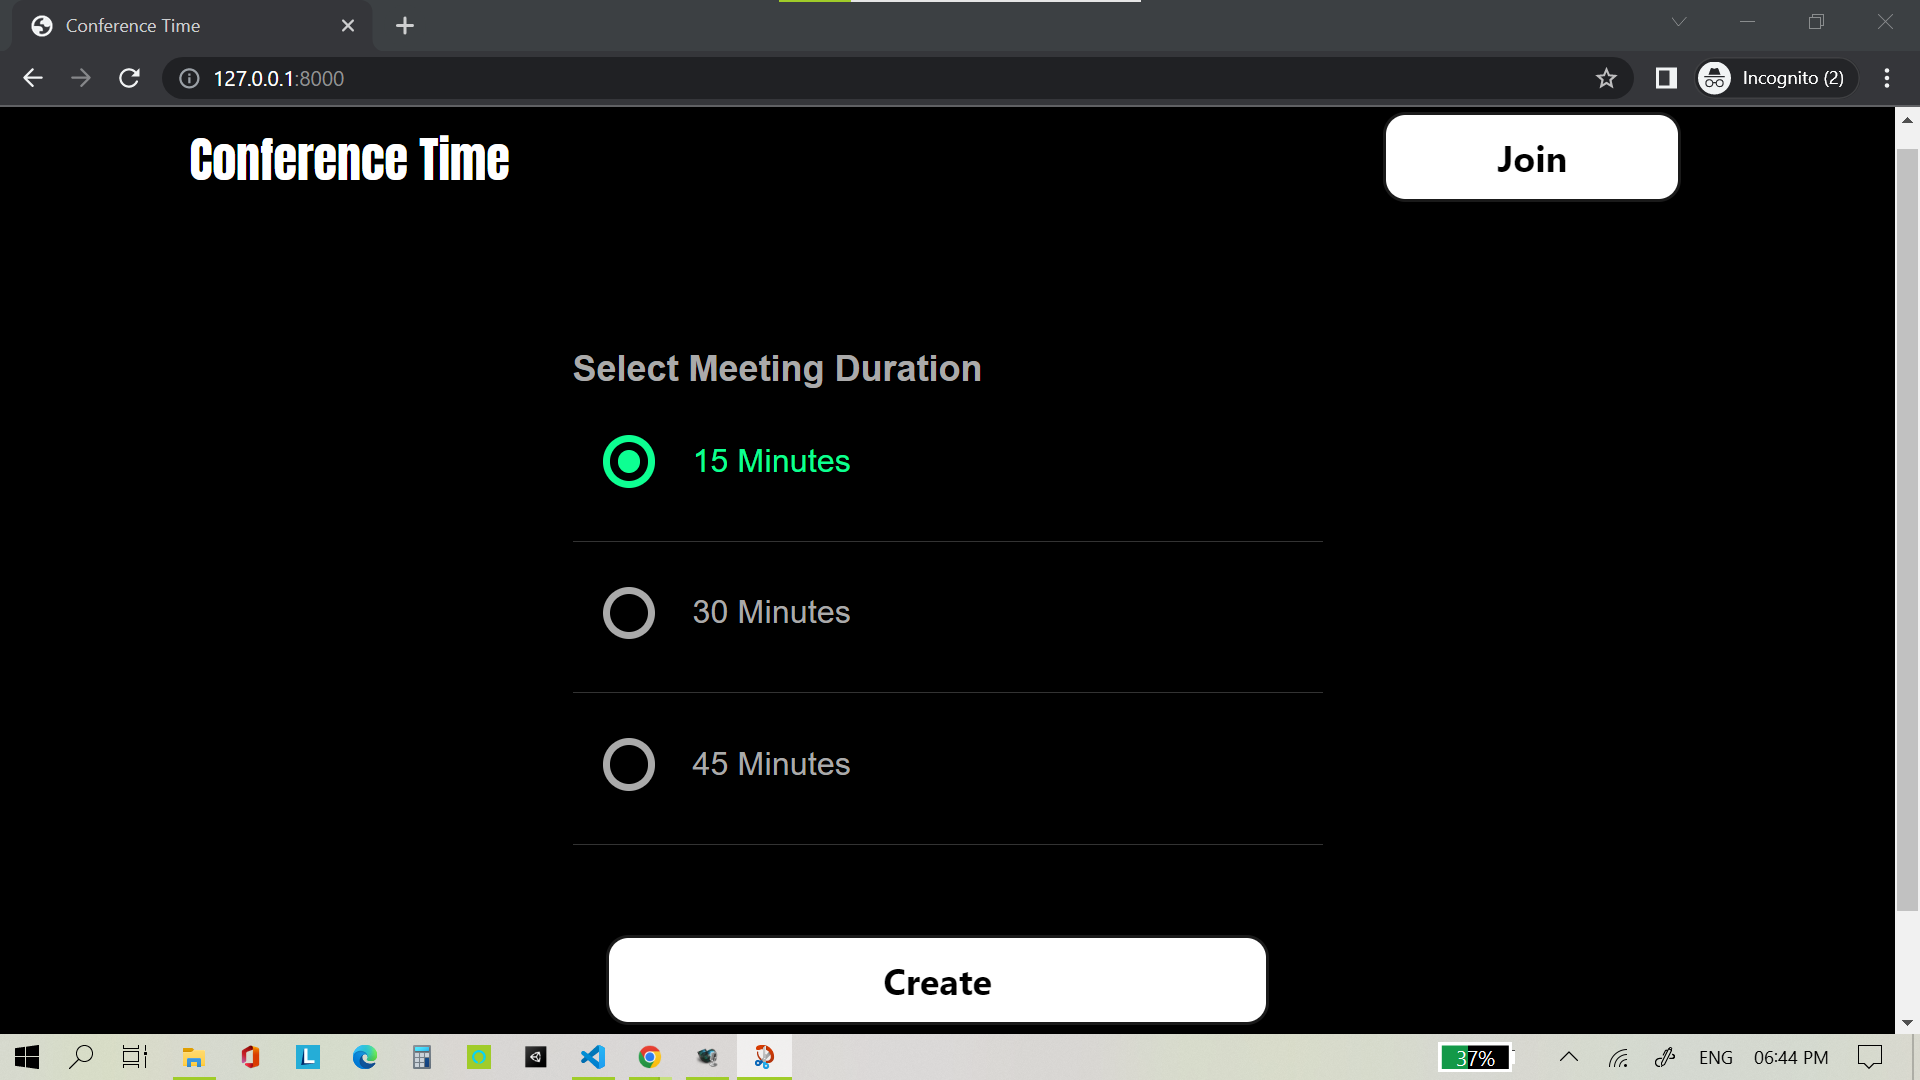 Conference Time
127.0.0.1:8000
Incognito (2)
Conference Time
Join
Select Meeting Duration
15 Minutes
30 Minutes
45 Minutes
Create
37%
ENG
06:44 PM